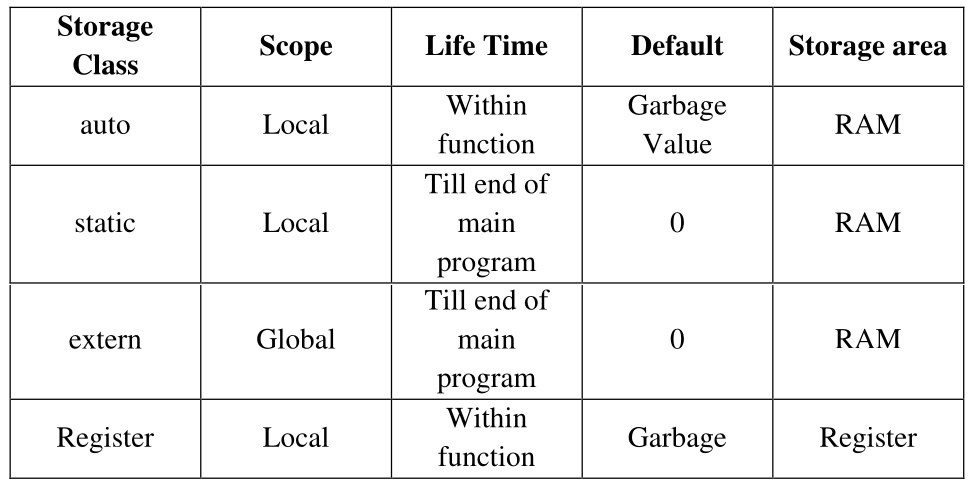 Storage
Class
Scope
Life Time
Default
Storage area
auto
Local
Within
function
Garbage
Value
RAM
static
Local
Till end of
main
program
0
RAM
extern
Global
Till end of
main
program
0
RAM
Register
Local
Within
function
Garbage
Register